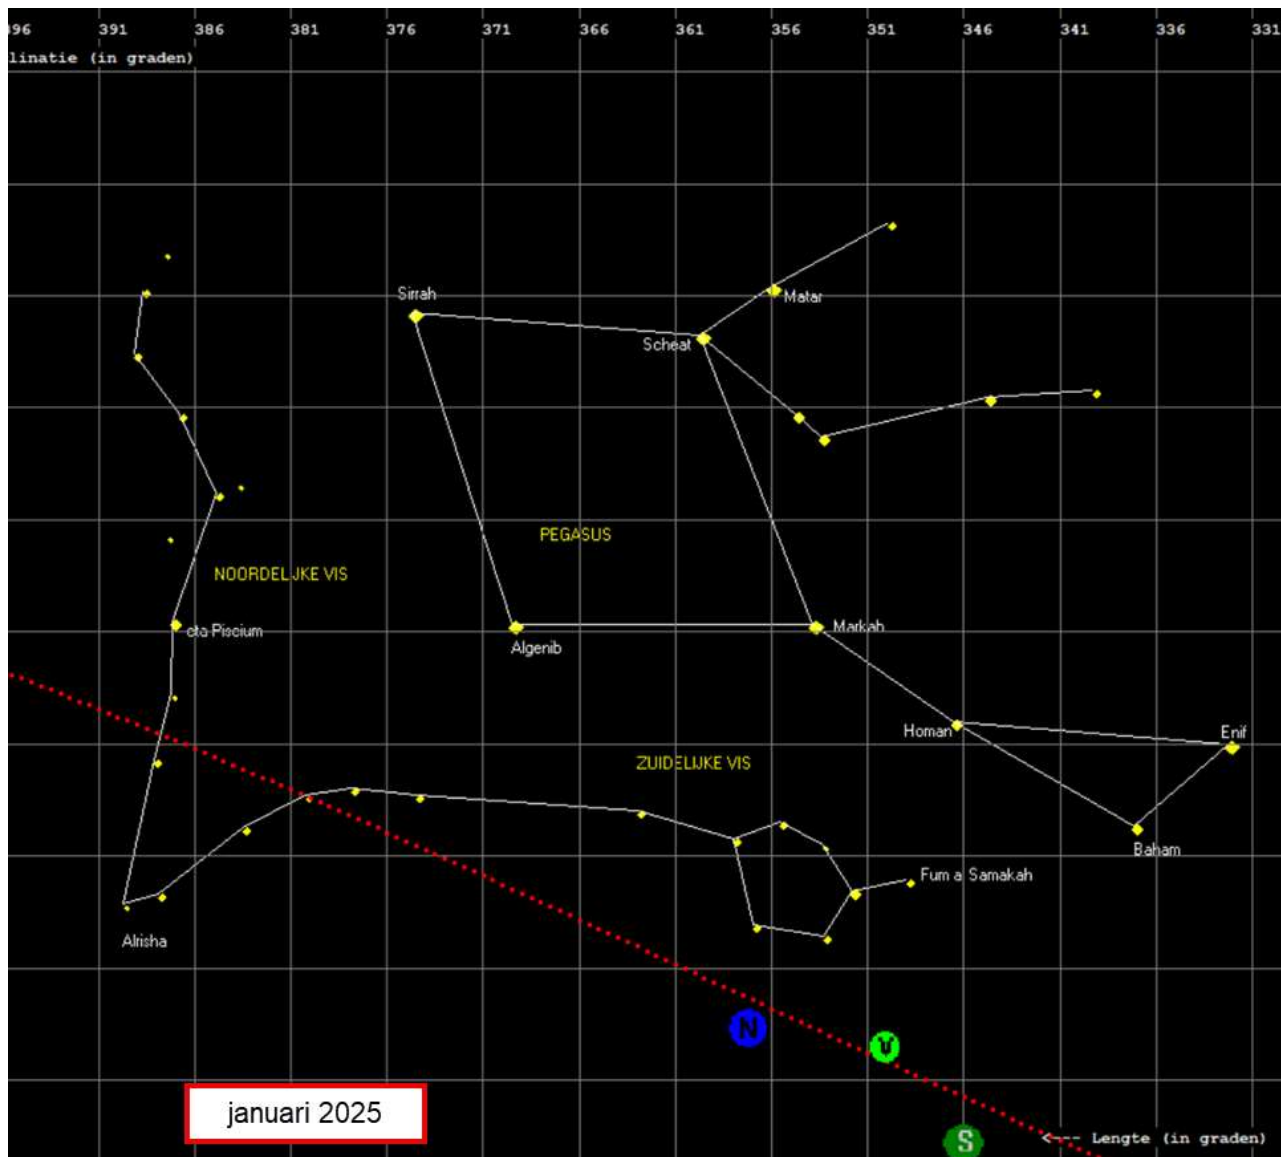 396 391 386 381 376 371 366 361 356 351 346 341 336 331
linatie (in graden)
Sirrah
Matar
Scheat
PEGASUS
NOORDELIJKE VIS
eta Piscium
Markab
Algenib
Homan
Enif
ZUIDELIJKE VIS
Baham
Fum al Samakah
Alrisha
N
V
januari 2025
S
<--- Lengte (in graden)